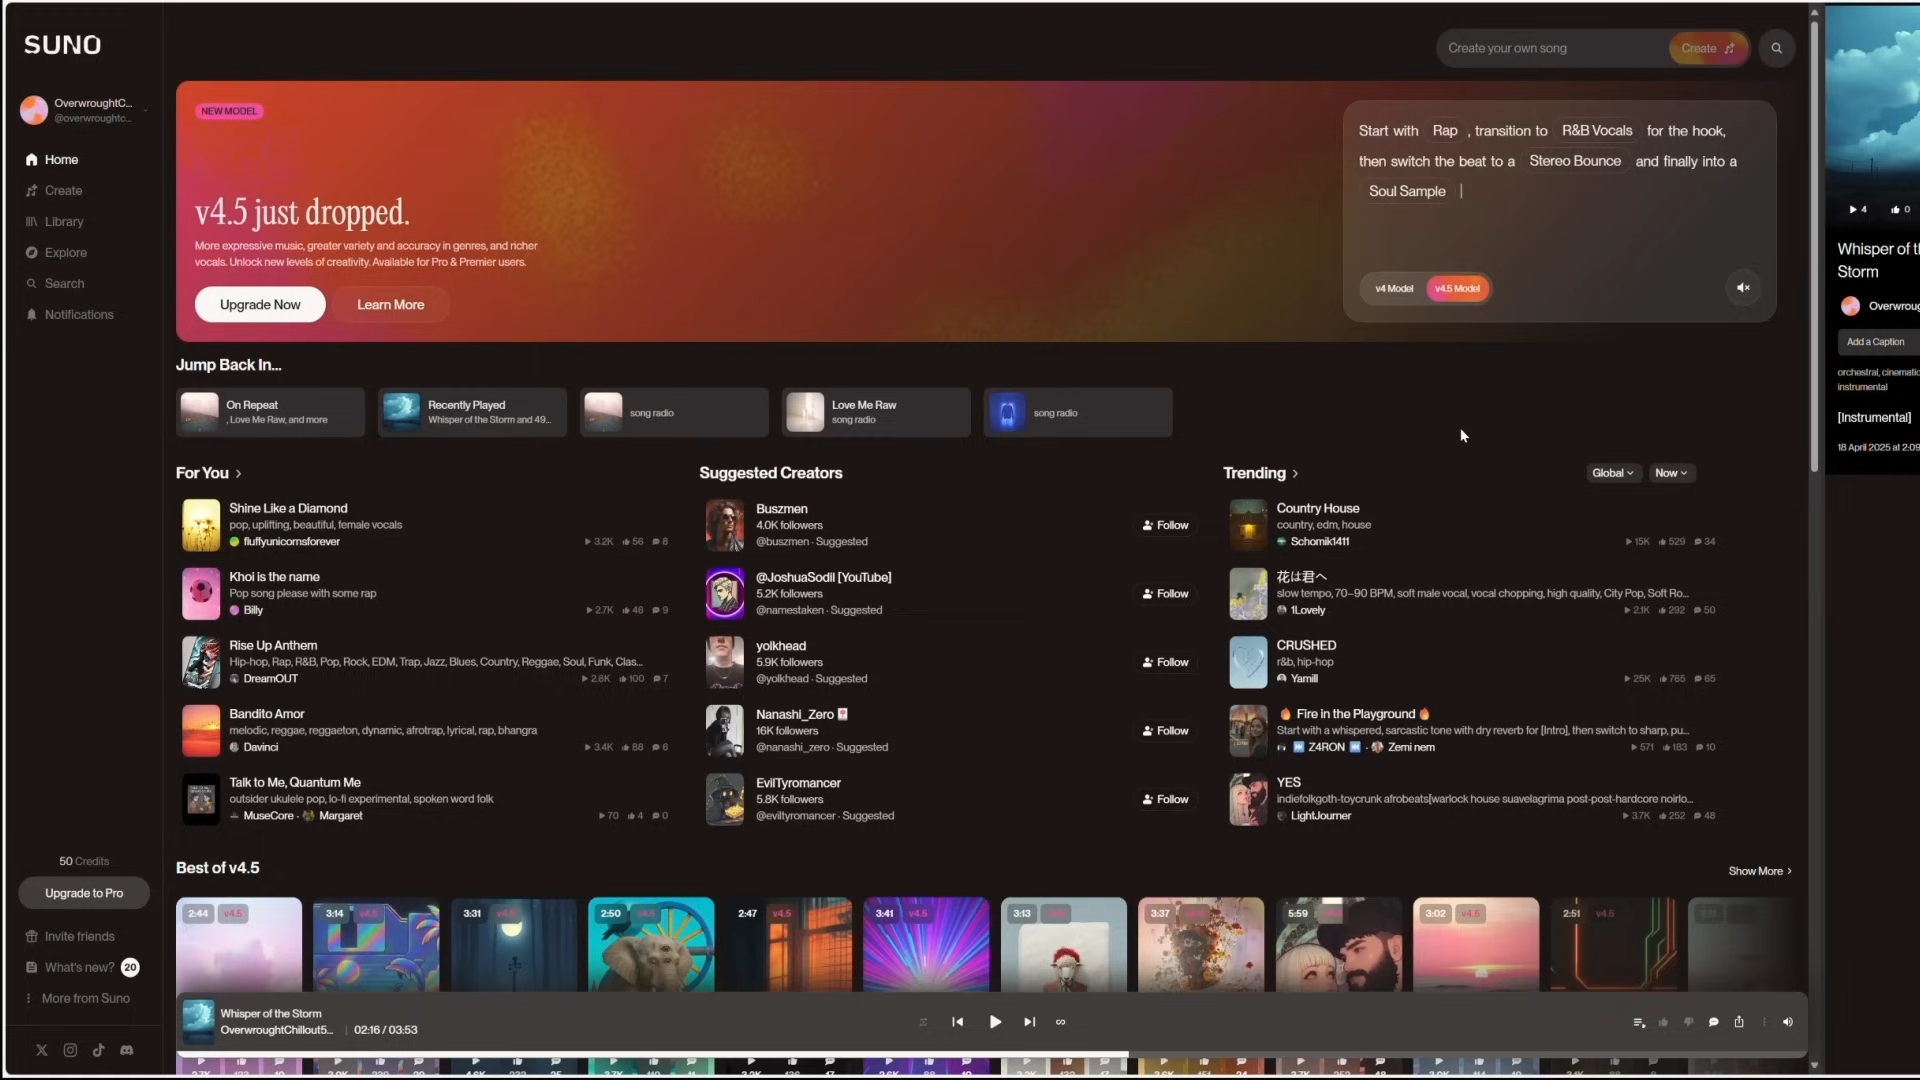 SUNO
Create your own song
Create
OverwroughtC...
@overwroughtc...
Home
Create
Library
Explore
Search
Notifications
NEW MODEL
v4.5 just dropped.
More expressive music, greater variety and accuracy in genres, and richer
vocals. Unlock new levels of creativity. Available for Pro & Premier users.
Upgrade Now
Learn More
Start with Rap , transition to R&B Vocals for the hook,
then switch the beat to a Stereo Bounce and finally into a
Soul Sample
v4 Model
v4.5 Model
4
0
Whisper of t
Storm
Overwroug
Add a Caption
orchestral, cinematic
instrumental
[Instrumental]
18 April 2025 at 2:09
Jump Back In...
On Repeat
, Love Me Raw, and more
Recently Played
Whisper of the Storm and 49...
song radio
Love Me Raw
song radio
song radio
For You
Shine Like a Diamond
pop, uplifting, beautiful, female vocals
fluffyunicornsforever
3.2K 56 8
Khoi is the name
Pop song please with some rap
Billy
2.7K 46 9
Rise Up Anthem
Hip-hop, Rap, R&B, Pop, Rock, EDM, Trap, Jazz, Blues, Country, Reggae, Soul, Funk, Clas...
DreamOUT
2.8K 100 7
Bandito Amor
melodic, reggae, reggaeton, dynamic, afrotrap, lyrical, rap, bhangra
Davinci
3.4K 88 6
Talk to Me, Quantum Me
outsider ukulele pop, lo-fi experimental, spoken word folk
MuseCore · Margaret
70 4 0
Suggested Creators
Buszmen
4.0K followers
@buszmen · Suggested
Follow
@JoshuaSodil [YouTube]
5.2K followers
@namestaken · Suggested
Follow
yolkhead
5.9K followers
@yolkhead · Suggested
Follow
Nanashi_Zero
16K followers
@nanashi_zero · Suggested
Follow
EvilTyromancer
5.8K followers
@eviltyromancer · Suggested
Follow
Trending
Global
Now
Country House
country, edm, house
Schomik1411
15K 529 34
花は君へ
slow tempo, 70–90 BPM, soft male vocal, vocal chopping, high quality, City Pop, Soft Ro...
1Lovely
2.1K 292 50
CRUSHED
r&b, hip-hop
Yamill
25K 765 65
🔥 Fire in the Playground 🔥
Start with a whispered, sarcastic tone with dry reverb for [Intro], then switch to sharp, pu...
Z4RON · Zemi nem
571 183 10
YES
indiefolkgoth-toycrunk afrobeats[warlock house suavelagrima post-post-hardcore noirlo...
LightJourner
3.7K 252 48
50 Credits
Upgrade to Pro
Invite friends
What's new? 20
More from Suno
Best of v4.5
Show More
2:44 v4.5
3:14 v4.5
3:31
2:50 v4.5
2:47 v4.5
3:41 v4.5
3:13
3:37
5:59
3:02 v4.5
2:51 v4.5
Whisper of the Storm
OverwroughtChillout5...
02:16 / 03:53